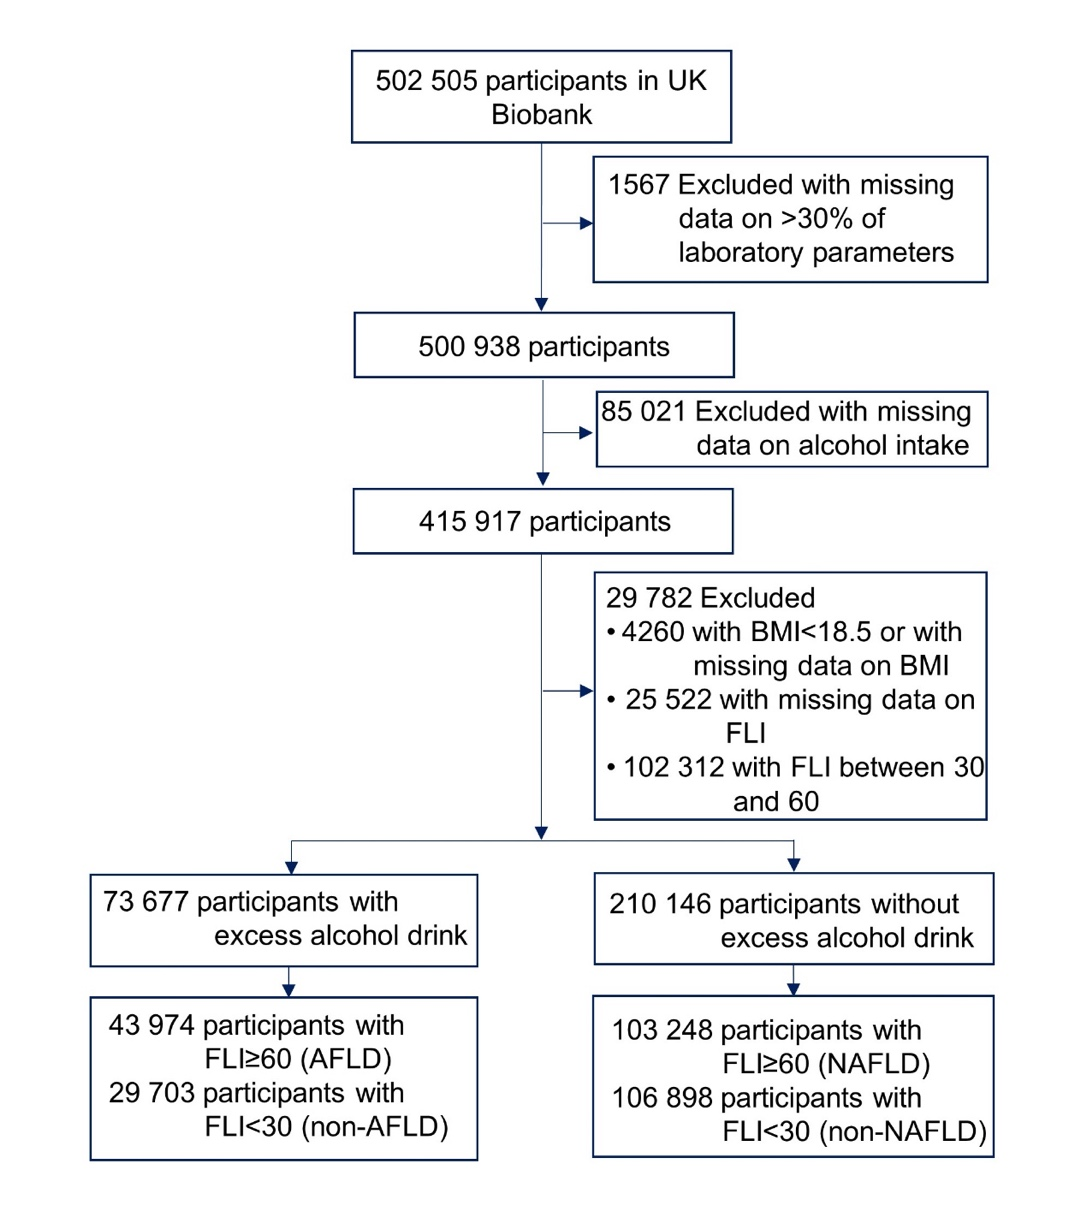 502 505 participants in UK
Biobank
1567 Excluded with missing
data on >30% of
laboratory parameters
500 938 participants
85 021 Excluded with missing
data on alcohol intake
415 917 participants
29 782 Excluded
• 4260 with BMI<18.5 or with
missing data on BMI
• 25 522 with missing data on
FLI
• 102 312 with FLI between 30
and 60
73 677 participants with
excess alcohol drink
210 146 participants without
excess alcohol drink
43 974 participants with
FLI≥60 (AFLD)
29 703 participants with
FLI<30 (non-AFLD)
103 248 participants with
FLI≥60 (NAFLD)
106 898 participants with
FLI<30 (non-NAFLD)